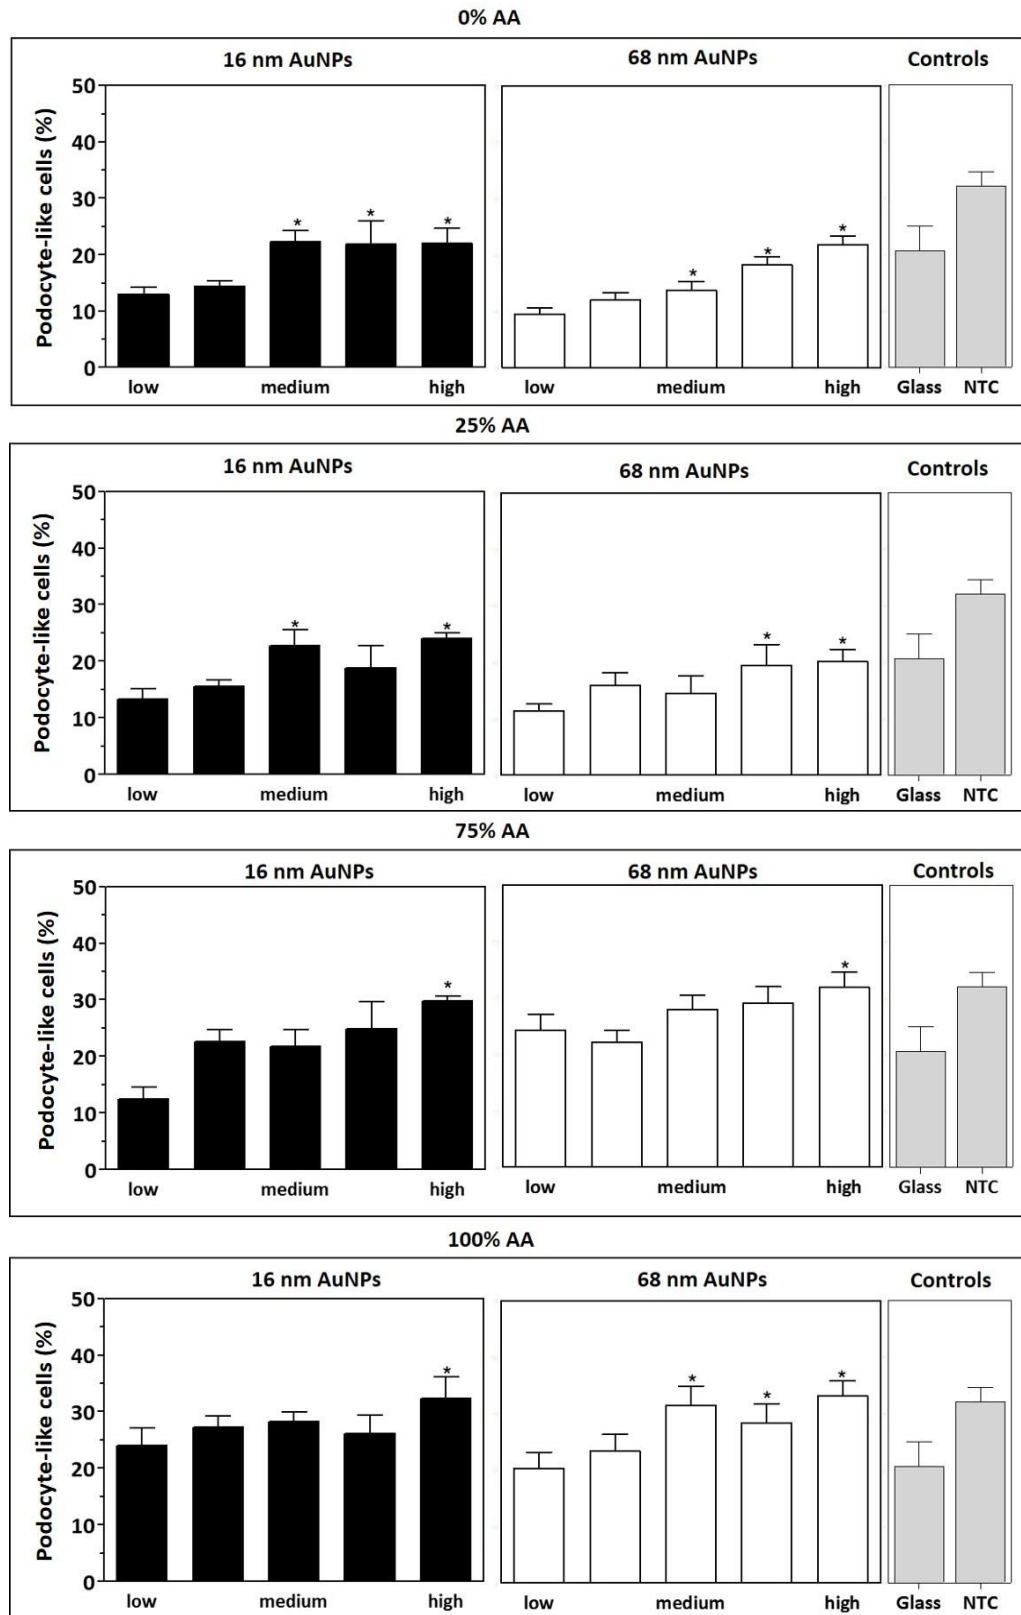 0% AA
16 nm AuNPs
68 nm AuNPs
Controls
Podocyte-like cells (%)
50
40
30
20
10
0
* * *
* * *
low medium high
low medium high
Glass NTC
25% AA
16 nm AuNPs
68 nm AuNPs
Controls
Podocyte-like cells (%)
50
40
30
20
10
0
* *
* *
low medium high
low medium high
Glass NTC
75% AA
16 nm AuNPs
68 nm AuNPs
Controls
Podocyte-like cells (%)
50
40
30
20
10
0
*
*
low medium high
low medium high
Glass NTC
100% AA
16 nm AuNPs
68 nm AuNPs
Controls
Podocyte-like cells (%)
50
40
30
20
10
0
*
* * *
low medium high
low medium high
Glass NTC